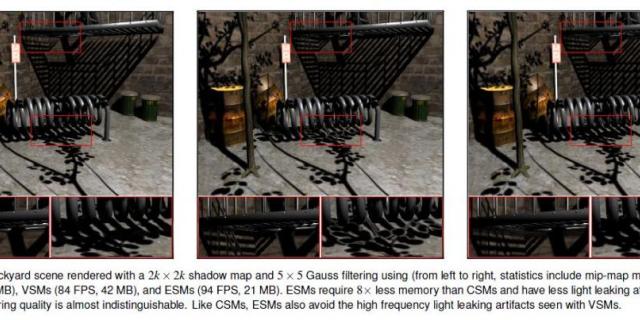 ckyard scene rendered with a 2k × 2k shadow map and 5 × 5 Gauss filtering using (from left to right, statistics include mip-map m
MB), VSMs (84 FPS, 42 MB), and ESMs (94 FPS, 21 MB). ESMs require 8× less memory than CSMs and have less light leaking a
ring quality is almost indistinguishable. Like CSMs, ESMs also avoid the high frequency light leaking artifacts seen with VSMs.